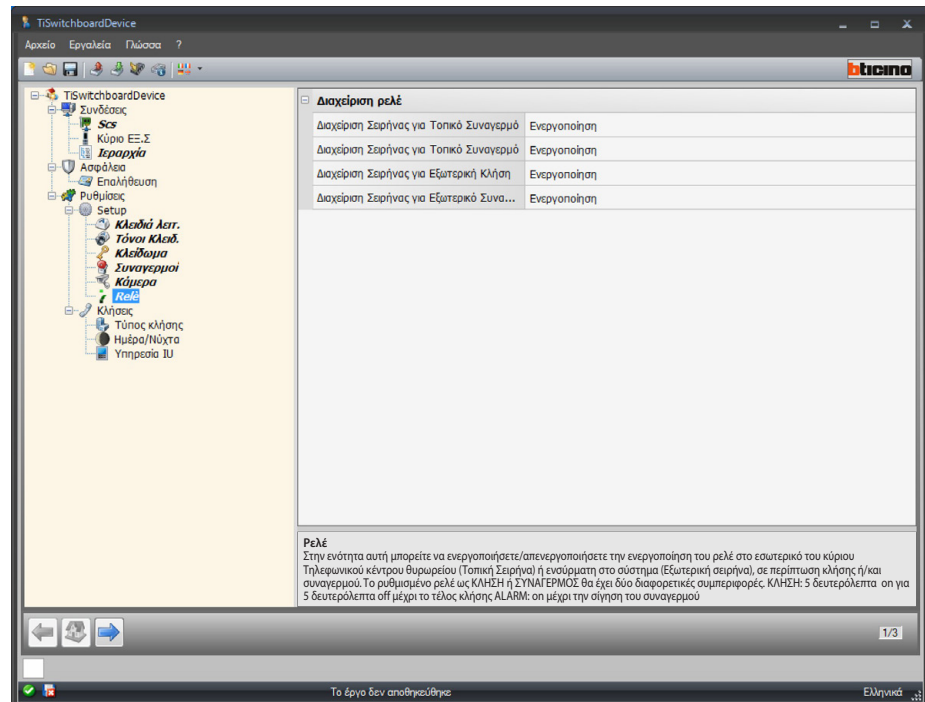 TiSwitchboardDevice
Αρχείο Εργαλεία Γλώσσα ?
bticino
TiSwitchboardDevice
Συνδέσεις
Scs
Κύριο ΕΞ.Σ
Ιεραρχία
Ασφάλεια
Επαλήθευση
Ρυθμίσεις
Setup
Κλειδιά λειτ.
Τόνοι Κλειδ.
Κλείδωμα
Συναγερμοί
Κάμερα
Relè
Κλήσεις
Τύπος κλήσης
Ημέρα/Νύχτα
Υπηρεσία IU
Διαχείριση ρελέ
Διαχείριση Σειρήνας για Τοπικό Συναγερμό Ενεργοποίηση
Διαχείριση Σειρήνας για Τοπικό Συναγερμό Ενεργοποίηση
Διαχείριση Σειρήνας για Εξωτερική Κλήση Ενεργοποίηση
Διαχείριση Σειρήνας για Εξωτερικό Συνα... Ενεργοποίηση
Ρελέ
Στην ενότητα αυτή μπορείτε να ενεργοποιήσετε/απενεργοποιήσετε την ενεργοποίηση του ρελέ στο εσωτερικό του κύριου
Τηλεφωνικού κέντρου θυρωρείου (Τοπική Σειρήνα) ή ενσύρματη στο σύστημα (Εξωτερική σειρήνα), σε περίπτωση κλήσης ή/και
συναγερμού. Το ρυθμισμένο ρελέ ως ΚΛΗΣΗ ή ΣΥΝΑΓΕΡΜΟΣ θα έχει δύο διαφορετικές συμπεριφορές. ΚΛΗΣΗ: 5 δευτερόλεπτα on για
5 δευτερόλεπτα off μέχρι το τέλος κλήσης ALARM: on μέχρι την σίγηση του συναγερμού
1/3
Το έργο δεν αποθηκεύθηκε Ελληνικά